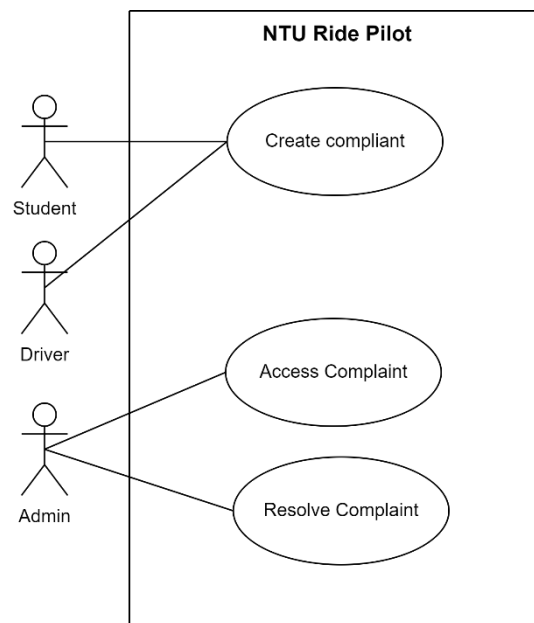 NTU Ride Pilot
Create compliant
Student
Driver
Access Complaint
Admin
Resolve Complaint